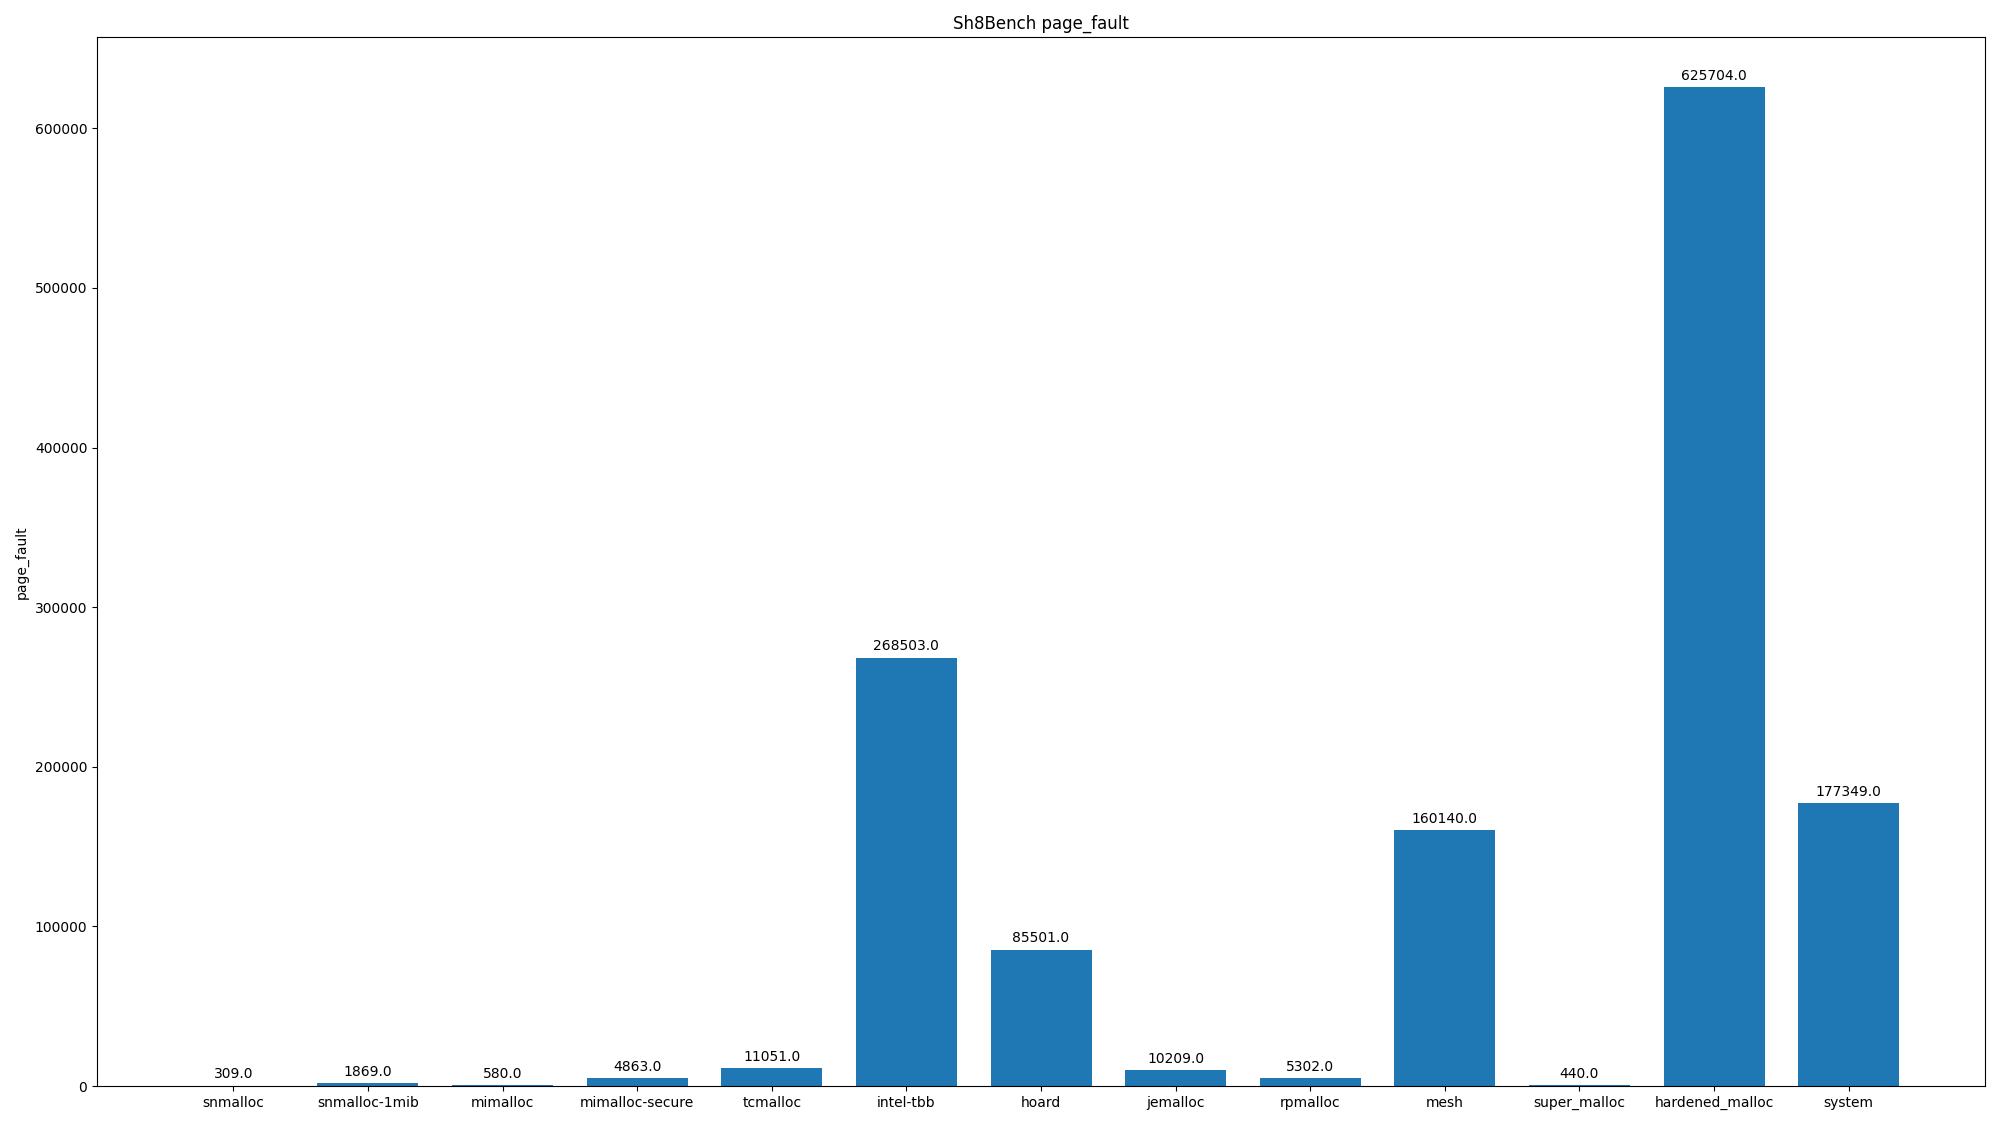 Sh8Bench page_fault
page_fault
600000
500000
400000
300000
200000
100000
0
309.0
1869.0
580.0
4863.0
11051.0
268503.0
85501.0
10209.0
5302.0
160140.0
440.0
625704.0
177349.0
snmalloc
snmalloc-1mib
mimalloc
mimalloc-secure
tcmalloc
intel-tbb
hoard
jemalloc
rpmalloc
mesh
super_malloc
hardened_malloc
system